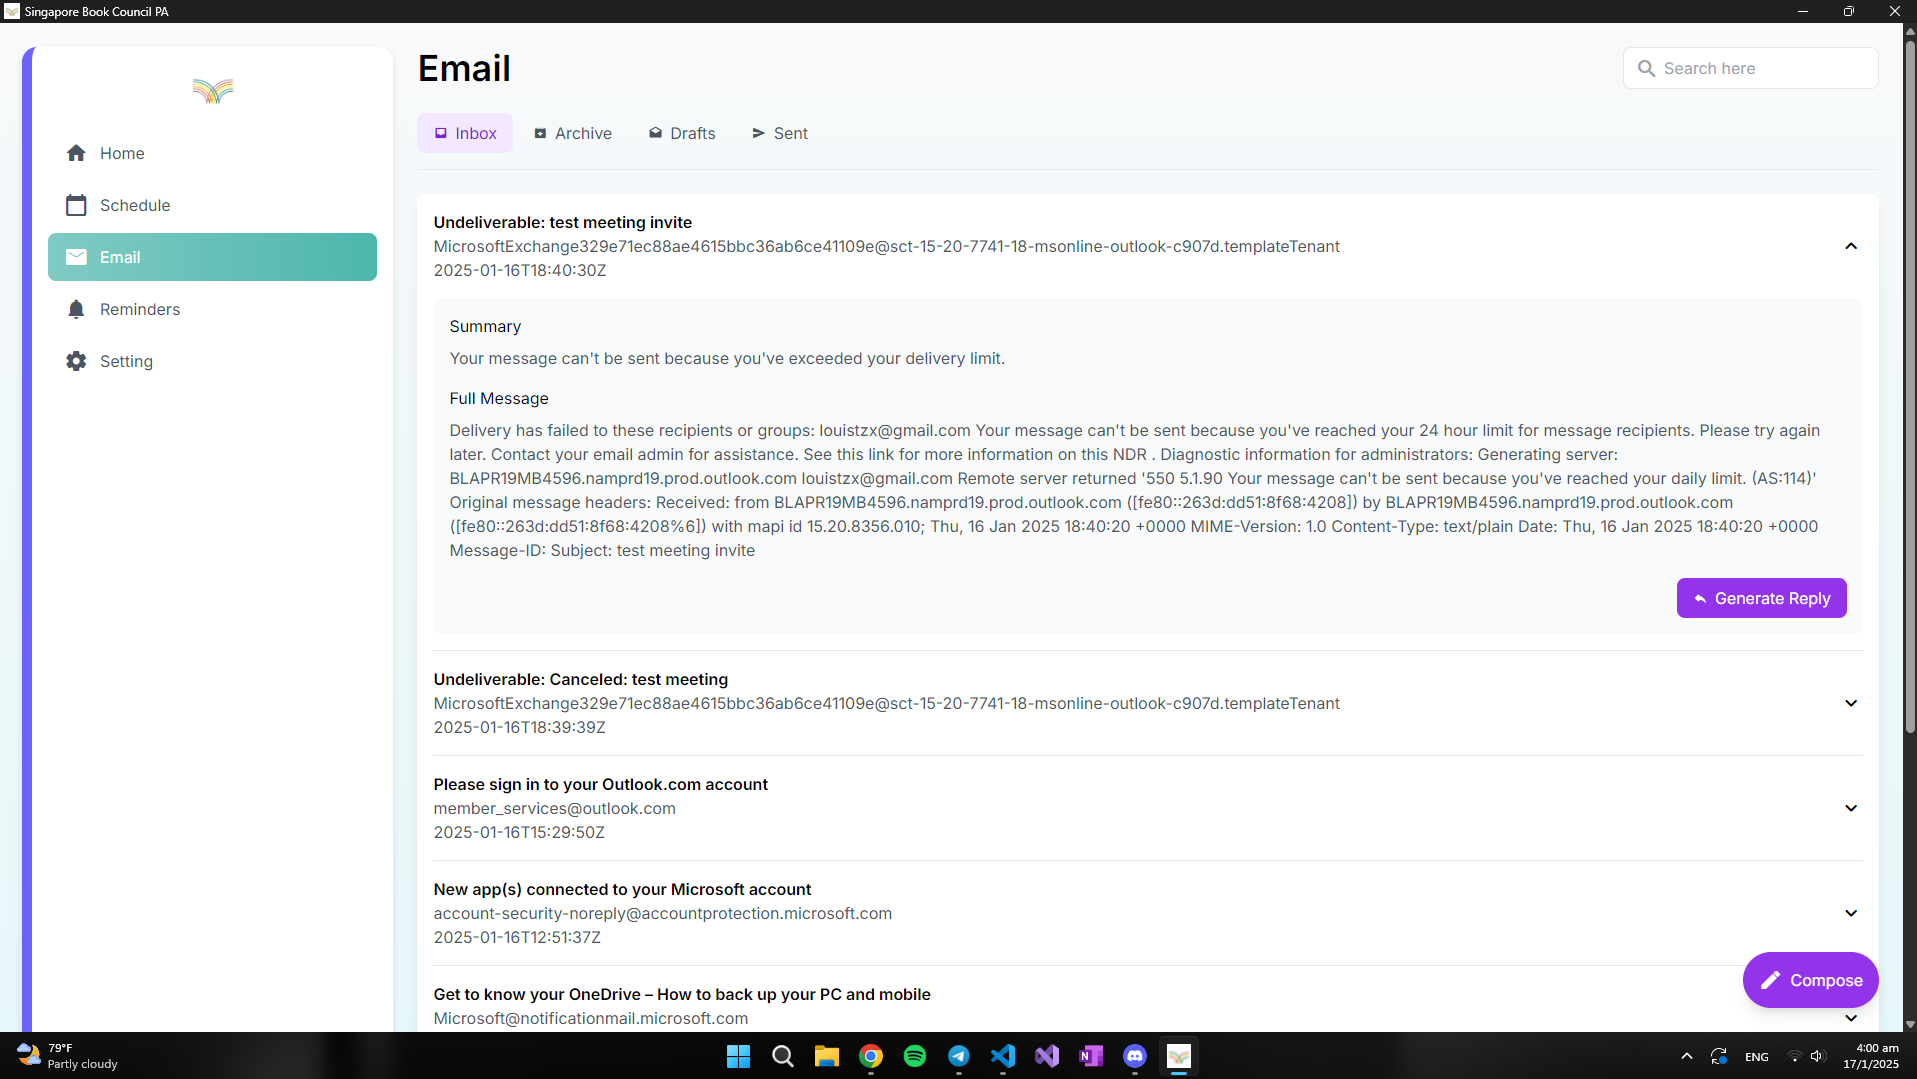 Singapore Book Council PA
Home
Schedule
Email
Reminders
Setting
Email
Search here
Inbox
Archive
Drafts
Sent
Undeliverable: test meeting invite
MicrosoftExchange329e71ec88ae4615bbc36ab6ce41109e@sct-15-20-7741-18-msonline-outlook-c907d.templateTenant
2025-01-16T18:40:30Z
Summary
Your message can't be sent because you've exceeded your delivery limit.
Full Message
Delivery has failed to these recipients or groups: louistzx@gmail.com Your message can't be sent because you've reached your 24 hour limit for message recipients. Please try again
later. Contact your email admin for assistance. See this link for more information on this NDR . Diagnostic information for administrators: Generating server:
BLAPR19MB4596.namprd19.prod.outlook.com louistzx@gmail.com Remote server returned '550 5.1.90 Your message can't be sent because you've reached your daily limit. (AS:114)'
Original message headers: Received: from BLAPR19MB4596.namprd19.prod.outlook.com ([fe80::263d:dd51:8f68:4208]) by BLAPR19MB4596.namprd19.prod.outlook.com
([fe80::263d:dd51:8f68:4208%6]) with mapi id 15.20.8356.010; Thu, 16 Jan 2025 18:40:20 +0000 MIME-Version: 1.0 Content-Type: text/plain Date: Thu, 16 Jan 2025 18:40:20 +0000
Message-ID: Subject: test meeting invite
Generate Reply
Undeliverable: Canceled: test meeting
MicrosoftExchange329e71ec88ae4615bbc36ab6ce41109e@sct-15-20-7741-18-msonline-outlook-c907d.templateTenant
2025-01-16T18:39:39Z
Please sign in to your Outlook.com account
member_services@outlook.com
2025-01-16T15:29:50Z
New app(s) connected to your Microsoft account
account-security-noreply@accountprotection.microsoft.com
2025-01-16T12:51:37Z
Get to know your OneDrive – How to back up your PC and mobile
Microsoft@notificationmail.microsoft.com
Compose
79°F
Partly cloudy
ENG
4:00 am
17/1/2025